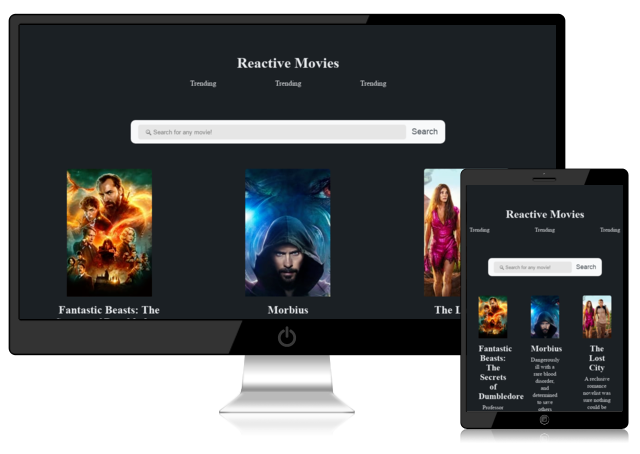 Reactive Movies
Trending Trending Trending
Search for any movie! Search
Fantastic Beasts: The
Morbius
The L
Reactive Movies
Trending Trending Trending
Search for any movie! Search
Fantastic
Beasts:
The
Secrets
of
Dumbledore
Professor
Morbius
Dangerously
ill with a
rare blood
disorder,
and
determined
to save
others
The
Lost
City
A reclusive
romance
novelist was
sure nothing
could be